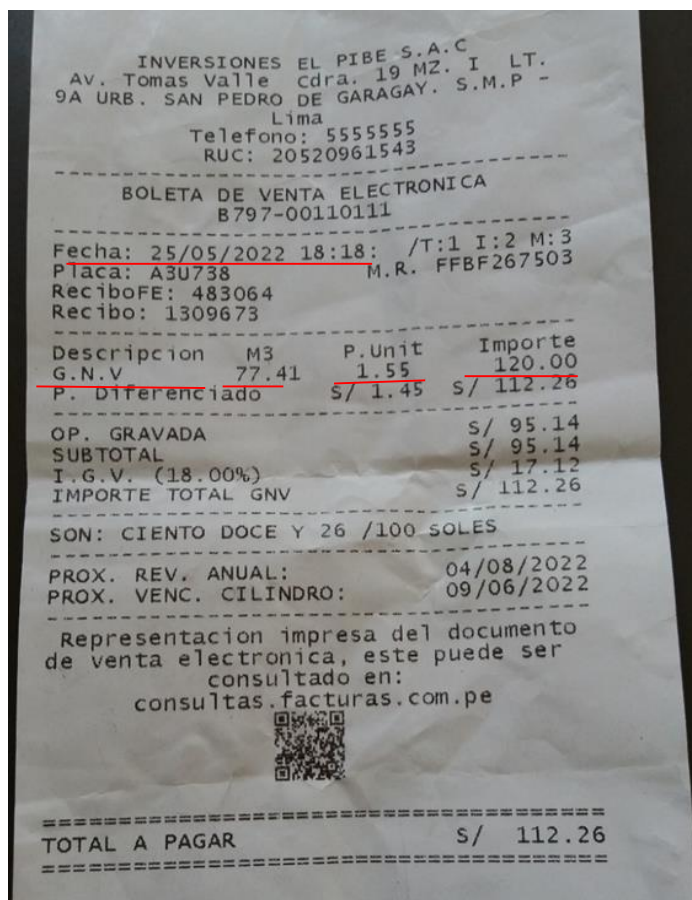 INVERSIONES EL PIBE S.A.C
Av. Tomas Valle Cdra. 19 MZ. I LT.
9A URB. SAN PEDRO DE GARAGAY. S.M.P -
Lima
Telefono: 5555555
RUC: 20520961543
BOLETA DE VENTA ELECTRONICA
B797-00110111
Fecha: 25/05/2022 18:18: /T:1 I:2 M:3
Placa: A3U738 M.R. FFBF267503
ReciboFE: 483064
Recibo: 1309673
Descripcion M3 P.Unit Importe
G.N.V 77.41 1.55 120.00
P. Diferenciado S/ 1.45 S/ 112.26
OP. GRAVADA S/ 95.14
SUBTOTAL S/ 95.14
I.G.V. (18.00%) S/ 17.12
IMPORTE TOTAL GNV S/ 112.26
SON: CIENTO DOCE Y 26 /100 SOLES
PROX. REV. ANUAL: 04/08/2022
PROX. VENC. CILINDRO: 09/06/2022
Representacion impresa del documento
de venta electronica, este puede ser
consultado en:
consultas.facturas.com.pe
TOTAL A PAGAR S/ 112.26